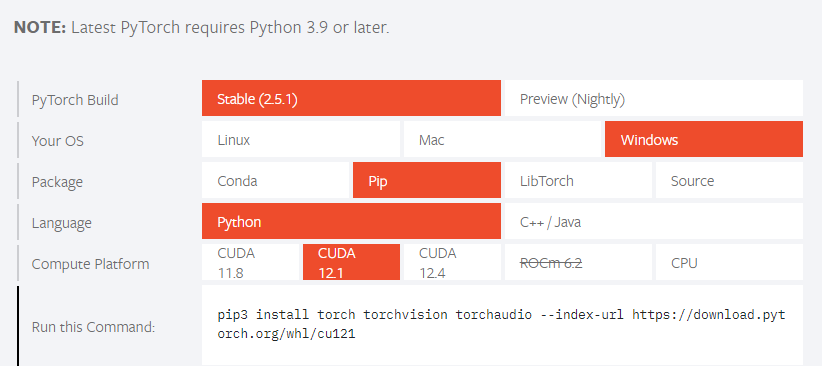 NOTE: Latest PyTorch requires Python 3.9 or later.
PyTorch Build
Stable (2.5.1)
Preview (Nightly)
Your OS
Linux
Mac
Windows
Package
Conda
Pip
LibTorch
Source
Language
Python
C++ / Java
Compute Platform
CUDA
11.8
CUDA
12.1
CUDA
12.4
ROCm 6.2
CPU
Run this Command:
pip3 install torch torchvision torchaudio --index-url https://download.pyt
orch.org/whl/cu121